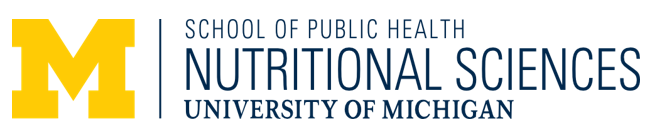 M
SCHOOL OF PUBLIC HEALTH
NUTRITIONAL SCIENCES
UNIVERSITY OF MICHIGAN